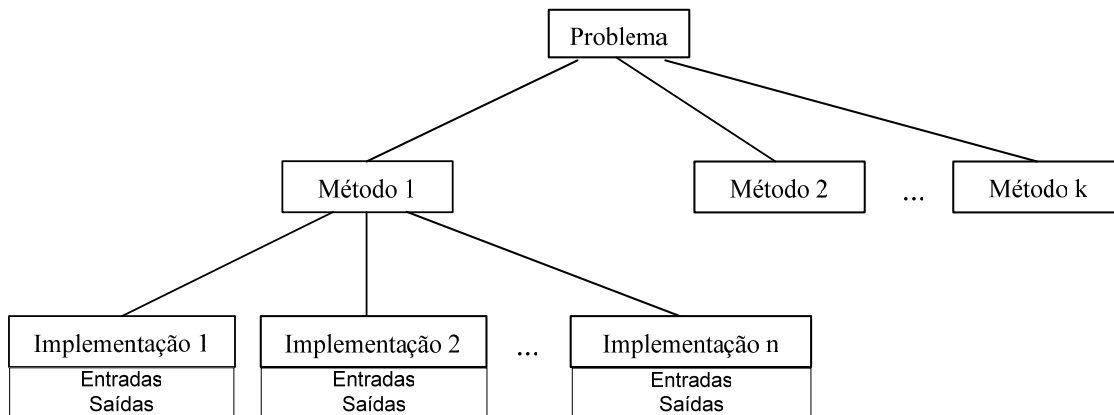 Problema
Método 1
Método 2
...
Método k
Implementação 1
Implementação 2
...
Implementação n
Entradas
Saídas
Entradas
Saídas
Entradas
Saídas